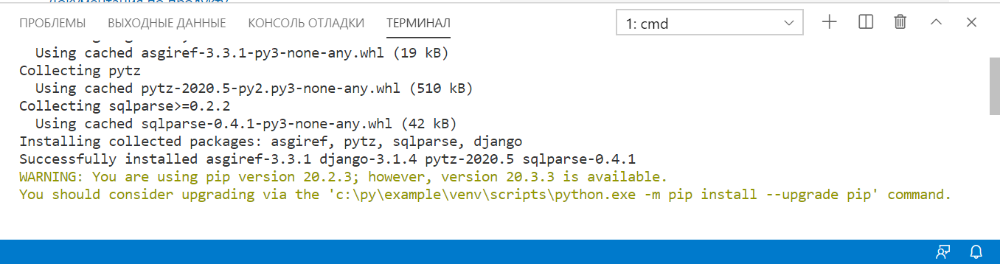 Документация по продукту
ПРОБЛЕМЫ ВЫХОДНЫЕ ДАННЫЕ КОНСОЛЬ ОТЛАДКИ ТЕРМИНАЛ 1: cmd
Using cached asgiref-3.3.1-py3-none-any.whl (19 kB)
Collecting pytz
Using cached pytz-2020.5-py2.py3-none-any.whl (510 kB)
Collecting sqlparse>=0.2.2
Using cached sqlparse-0.4.1-py3-none-any.whl (42 kB)
Installing collected packages: asgiref, pytz, sqlparse, django
Successfully installed asgiref-3.3.1 django-3.1.4 pytz-2020.5 sqlparse-0.4.1
WARNING: You are using pip version 20.2.3; however, version 20.3.3 is available.
You should consider upgrading via the 'c:\py\example\venv\scripts\python.exe -m pip install --upgrade pip' command.